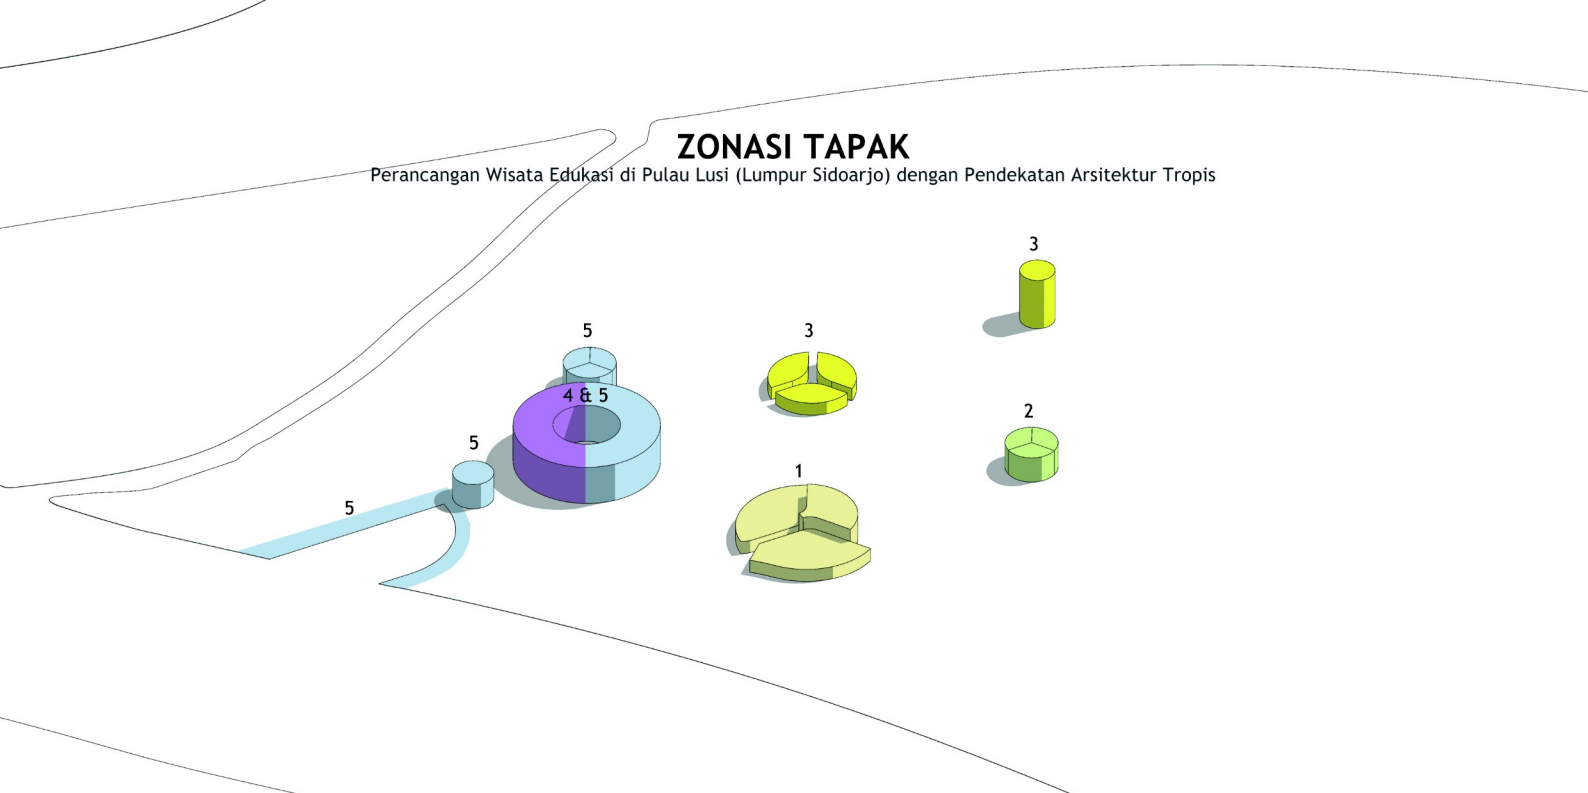 ZONASI TAPAK
Perancangan Wisata Edukasi di Pulau Lusi (Lumpur Sidoarjo) dengan Pendekatan Arsitektur Tropis
3
5
3
4 & 5
2
5
1
5